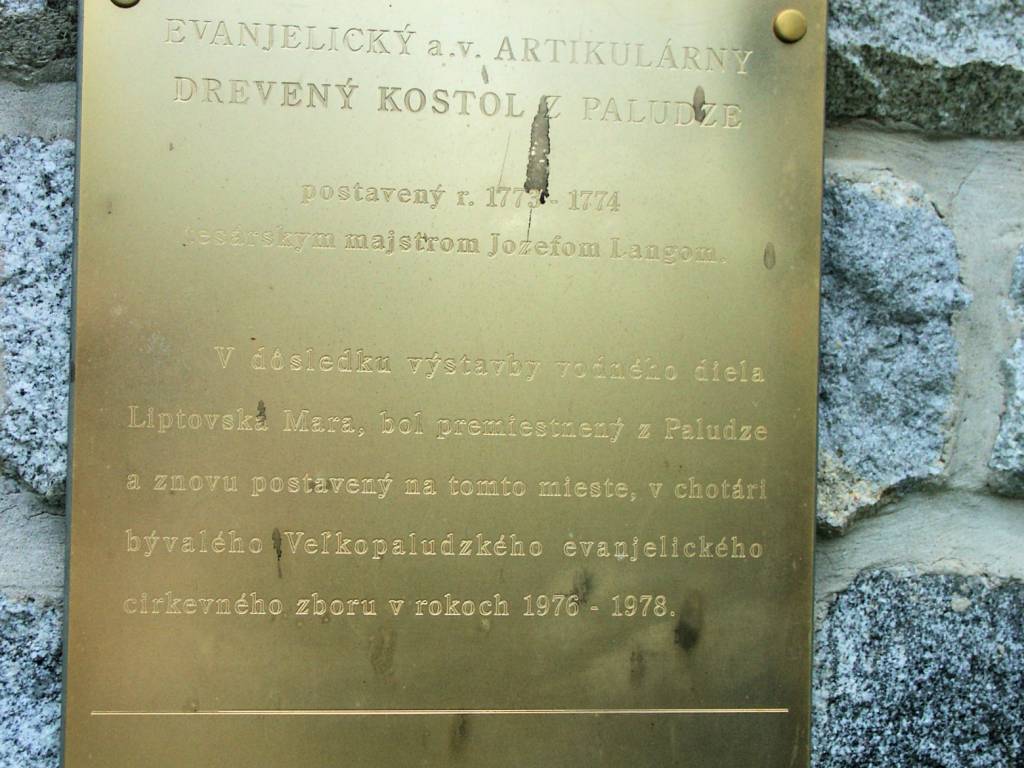 EVANJELICKÝ a.v. ARTIKULÁRNY
DREVENÝ KOSTOL Z PALUDZE
postavený r. 1773 - 1774
tesárskym majstrom Jozefom Langom.
V dôsledku výstavby vodného diela
Liptovská Mara, bol premiestnený z Paludze
a znovu postavený na tomto mieste, v chotári
bývalého Veľkopaludzkého evanjelického
cirkevného zboru v rokoch 1976 - 1978.